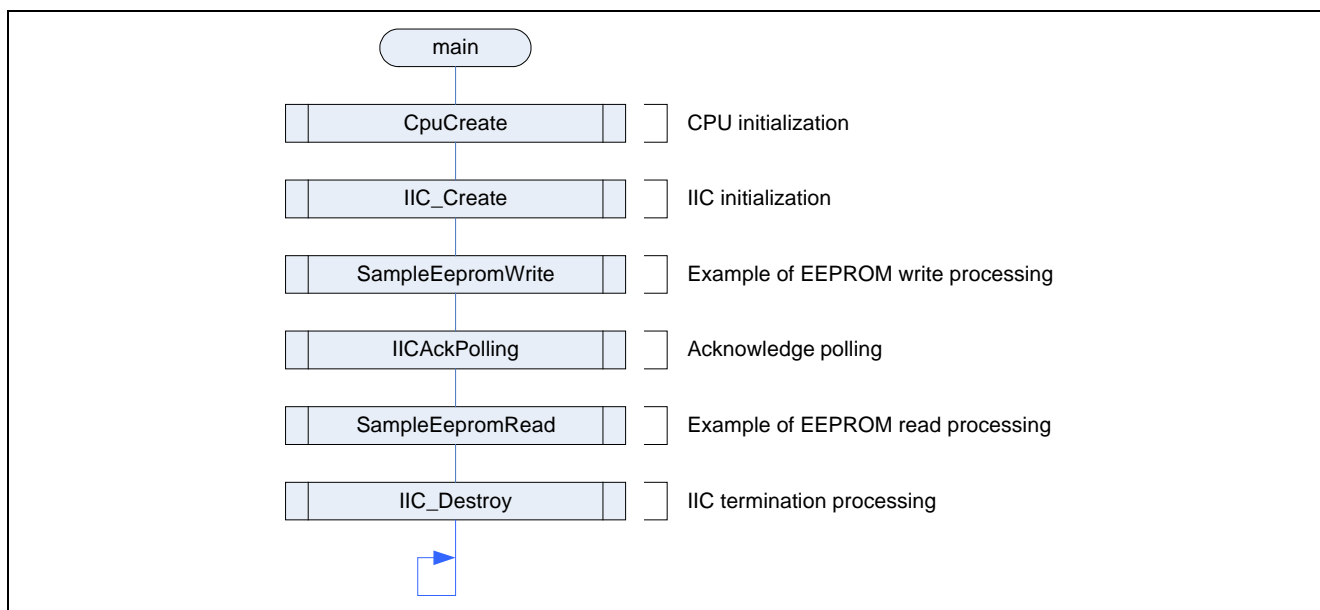 main
CpuCreate CPU initialization
IIC_Create IIC initialization
SampleEepromWrite Example of EEPROM write processing
IICAckPolling Acknowledge polling
SampleEepromRead Example of EEPROM read processing
IIC_Destroy IIC termination processing